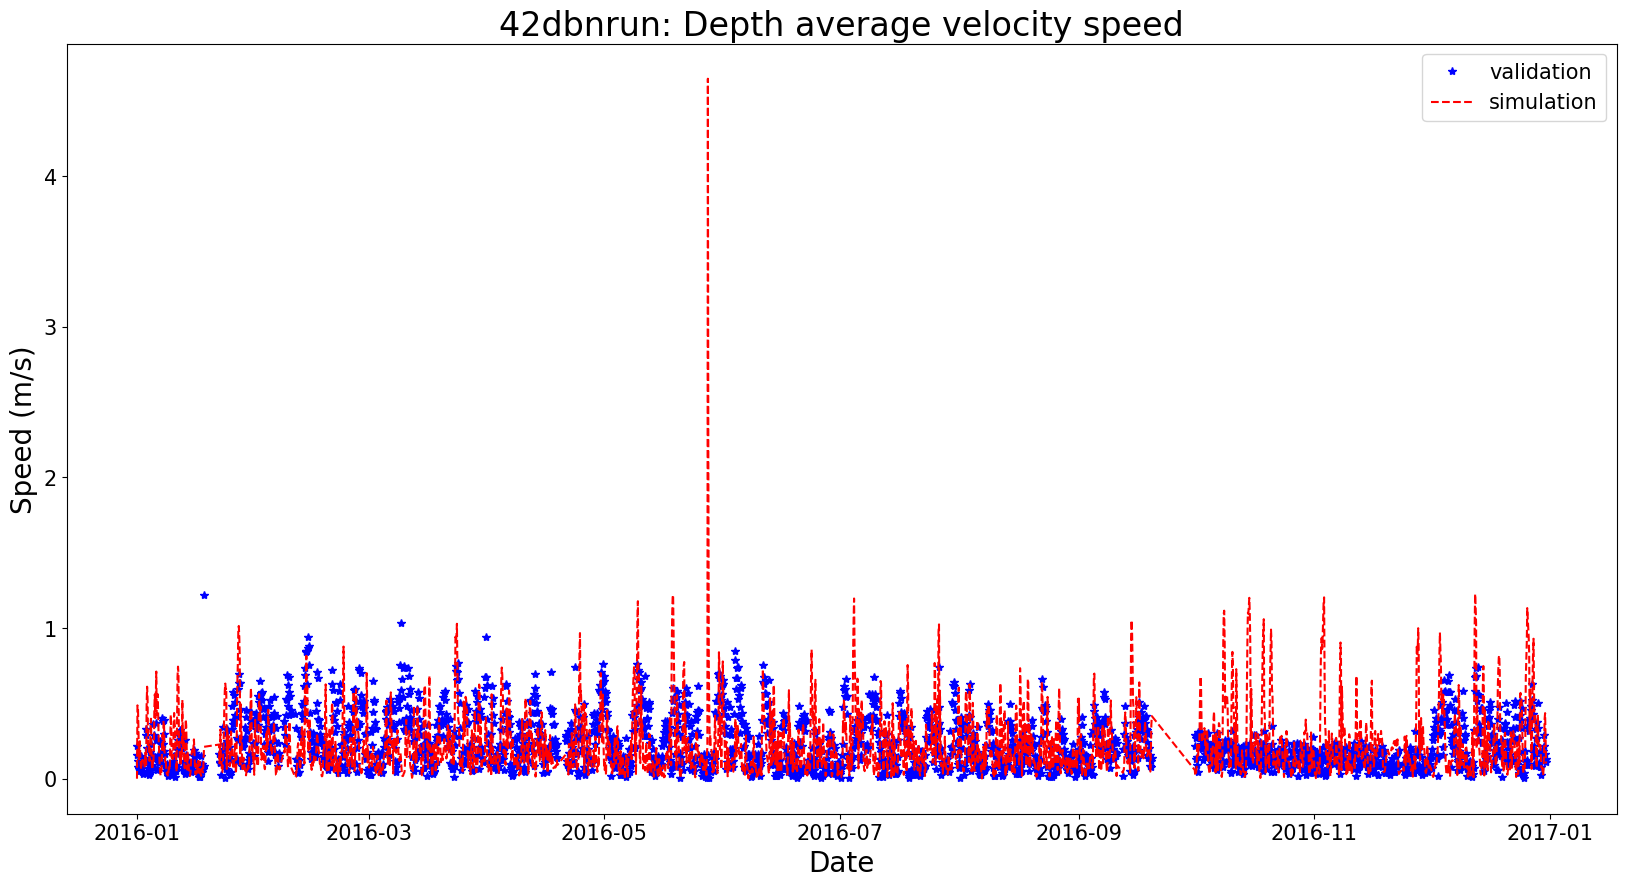 42dbnrun: Depth average velocity speed
validation
simulation
Speed (m/s)
4
3
2
1
0
2016-01 2016-03 2016-05 2016-07 2016-09 2016-11 2017-01
Date